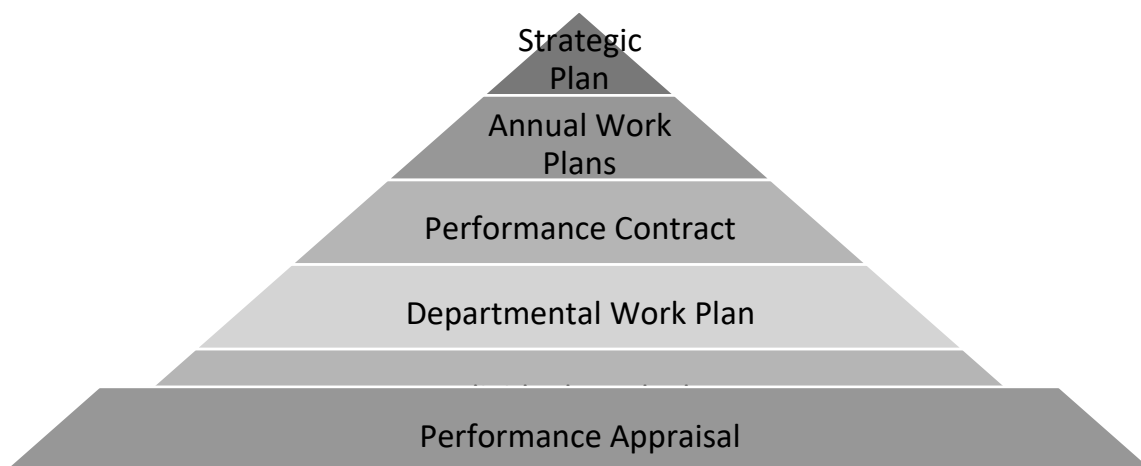 Strategic
Plan
Annual Work
Plans
Performance Contract
Departmental Work Plan
Performance Appraisal